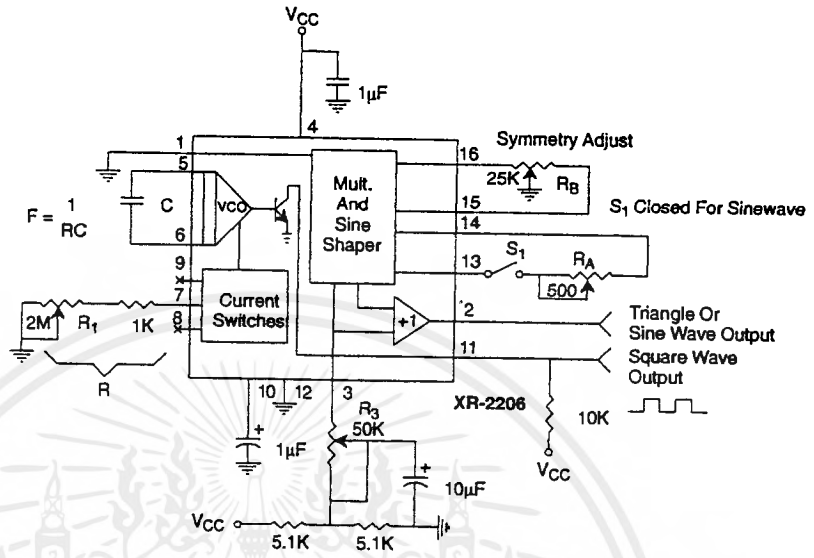 VCC
1µF
4
1
16
Symmetry Adjust
5
25K
RB
C
VCO
Mult.
And
Sine
Shaper
15
14
S1 Closed For Sinewave
F = 1
RC
6
13
S1
RA
500
9
7
8
Current
Switches
2M
R1
1K
R
+1
2
Triangle Or
Sine Wave Output
11
Square Wave
Output
10
12
3
XR-2206
10K
R3
50K
1µF
+
+
10µF
VCC
VCC
5.1K
5.1K